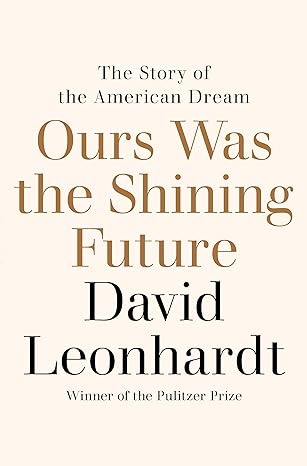 The Story of
the American Dream
Ours Was
the Shining
Future
David
Leonhardt
Winner of the Pulitzer Prize